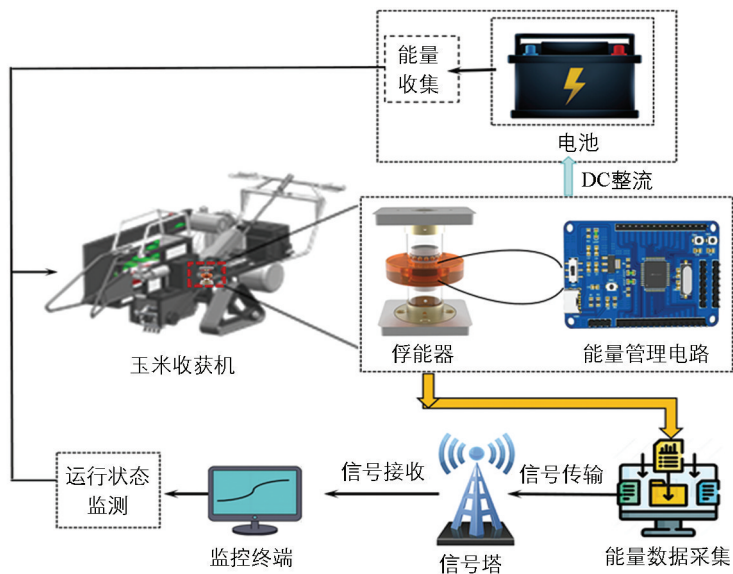 能量
收集
电池
DC整流
玉米收获机
俘能器
能量管理电路
运行状态
监测
信号接收
信号传输
监控终端
信号塔
能量数据采集